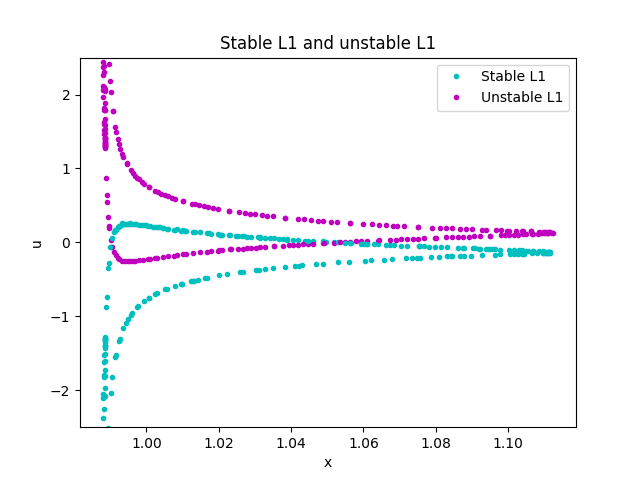 Stable L1 and unstable L1
Stable L1
Unstable L1
2
1
0
−1
−2
u
1.00 1.02 1.04 1.06 1.08 1.10
x